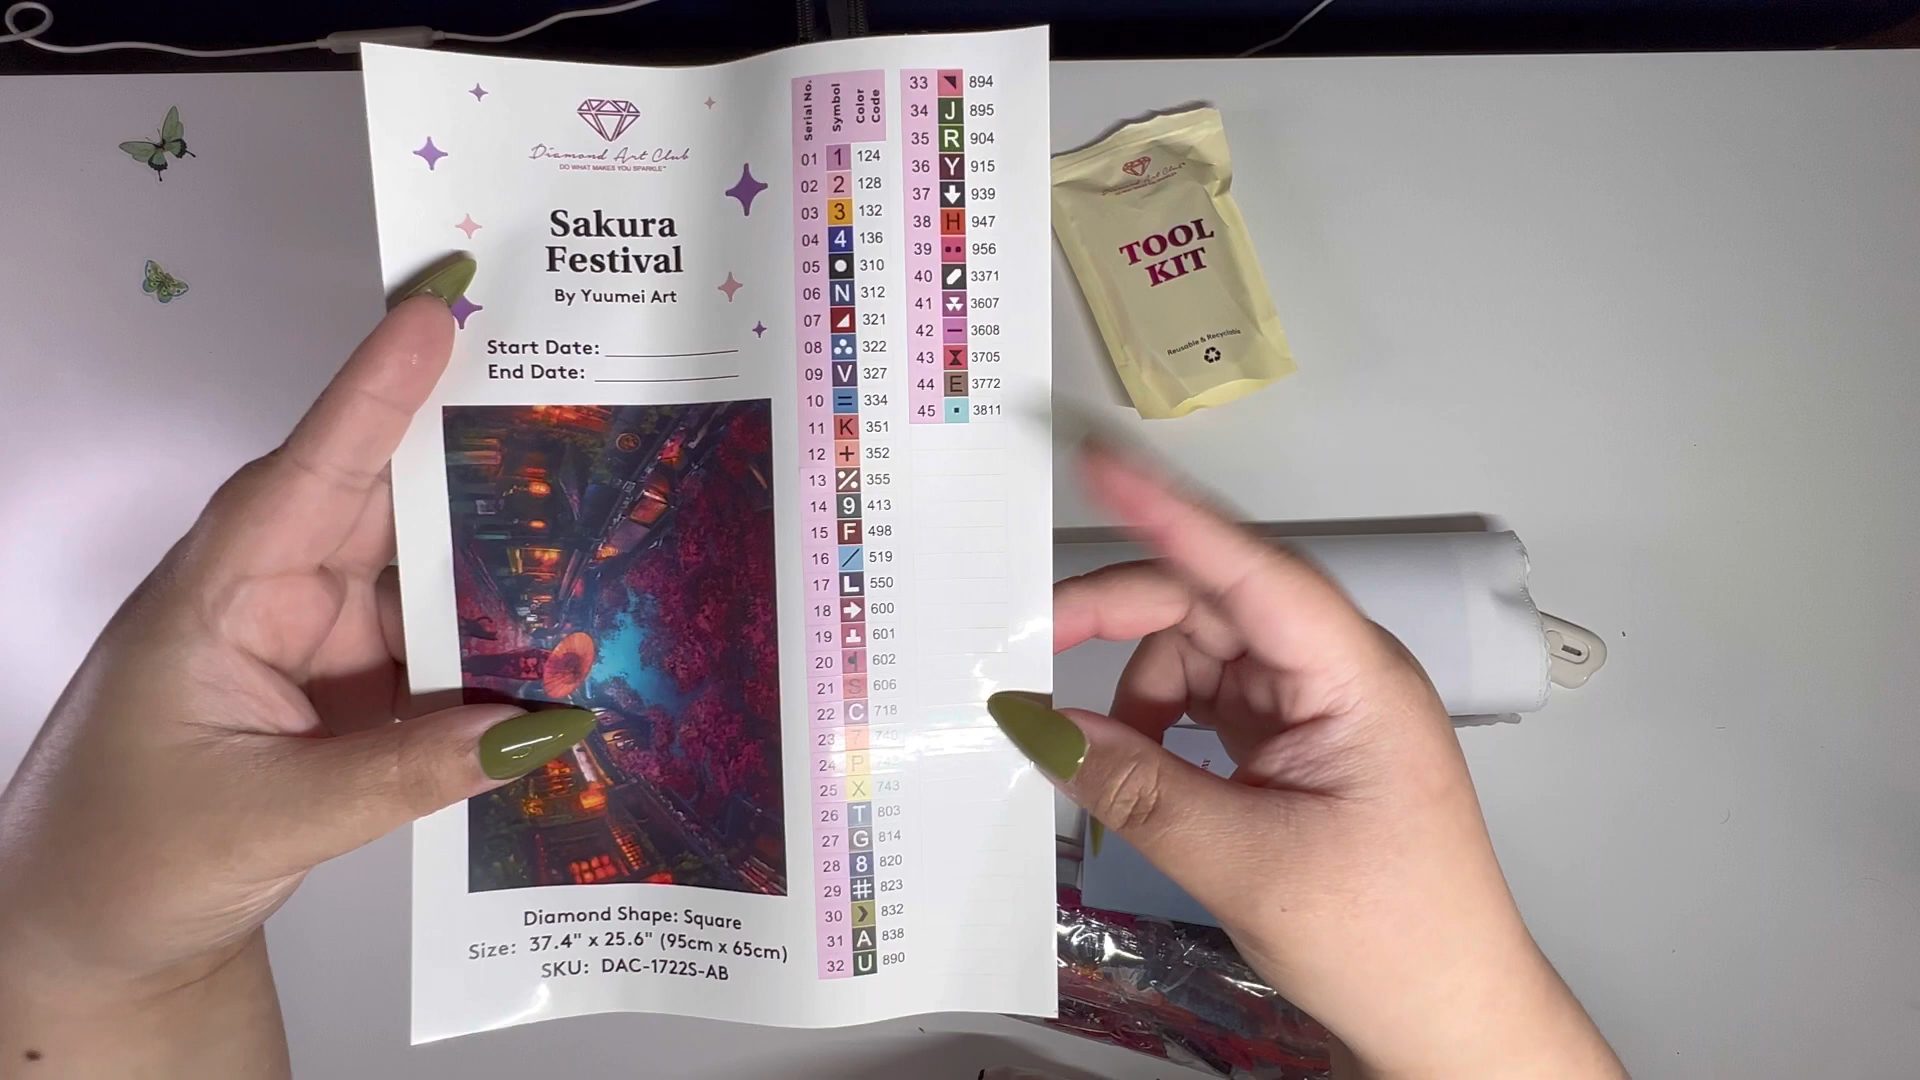 Diamond Art Club
DO WHAT MAKES YOU SPARKLE™
Sakura
Festival
By Yuumei Art
Start Date:
End Date:
Diamond Shape: Square
Size: 37.4" x 25.6" (95cm x 65cm)
SKU: DAC-1722S-AB
Serial No. Symbol Color Code
01 1 124
02 2 128
03 3 132
04 4 136
05 310
06 N 312
07 321
08 322
09 V 327
10 = 334
11 K 351
12 + 352
13 % 355
14 9 413
15 F 498
16 / 519
17 L 550
18 → 600
19 601
20 602
21 S 606
22 C 718
23 7 740
24 P
25 X 743
26 T 803
27 G 814
28 8 820
29 # 823
30 832
31 A 838
32 U 890
33 894
34 J 895
35 R 904
36 Y 915
37 939
38 H 947
39 956
40 3371
41 3607
42 – 3608
43 3705
44 E 3772
45 3811
Diamond Art Club
TOOL
KIT
Reusable & Recyclable